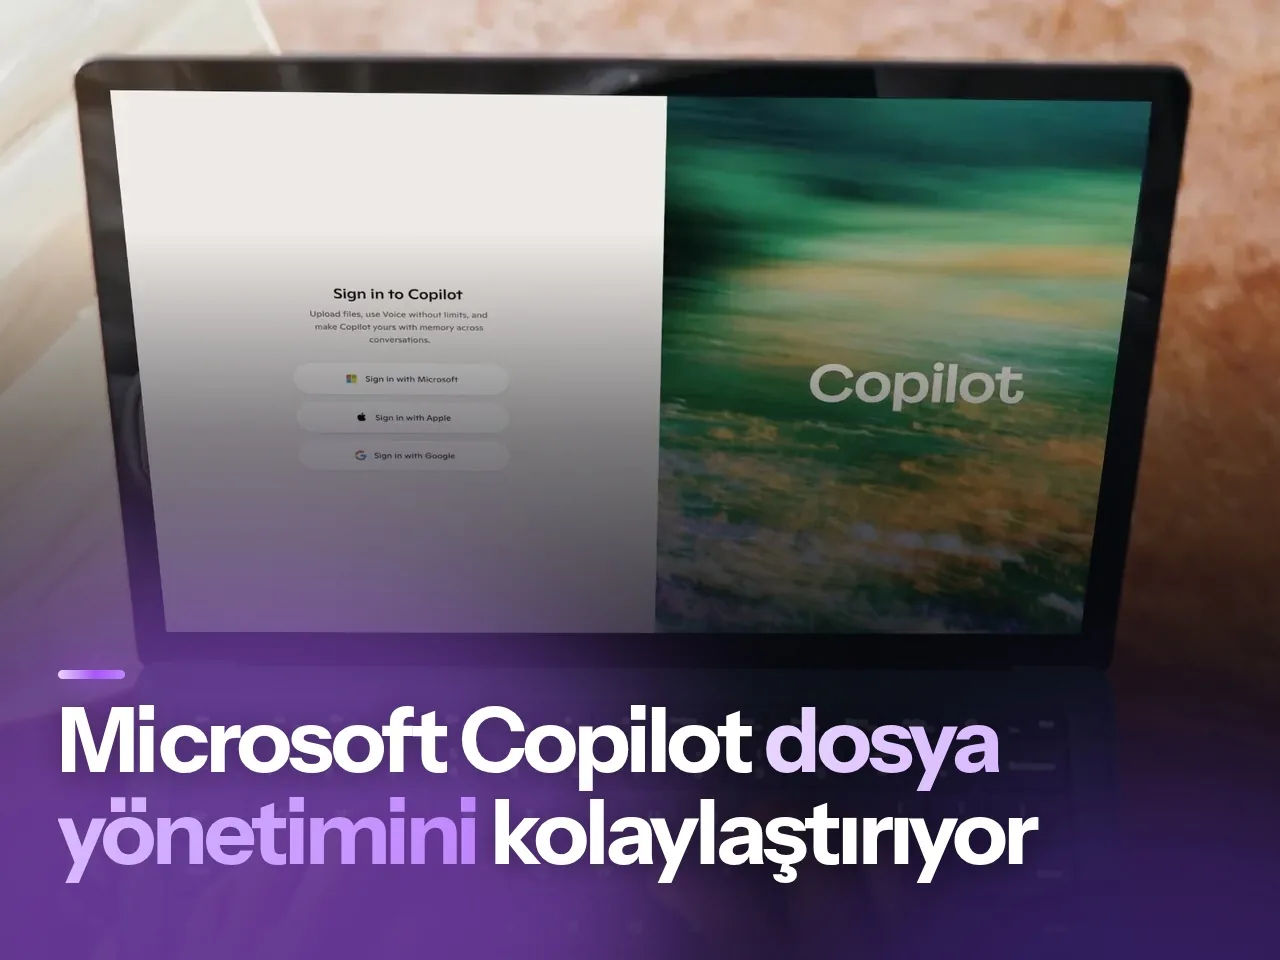 Sign in to Copilot
Upload files, use Voice without limits, and
make Copilot yours with memory across
conversations.
Sign in with Microsoft
Sign in with Apple
Sign in with Google
Copilot
Microsoft Copilot dosya
yönetimini kolaylaştırıyor